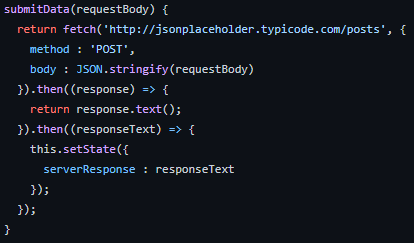 submitData(requestBody) {
  return fetch('http://jsonplaceholder.typicode.com/posts', {
    method : 'POST',
    body : JSON.stringify(requestBody)
  }).then((response) => {
    return response.text();
  }).then((responseText) => {
    this.setState({
      serverResponse : responseText
    });
  });
}